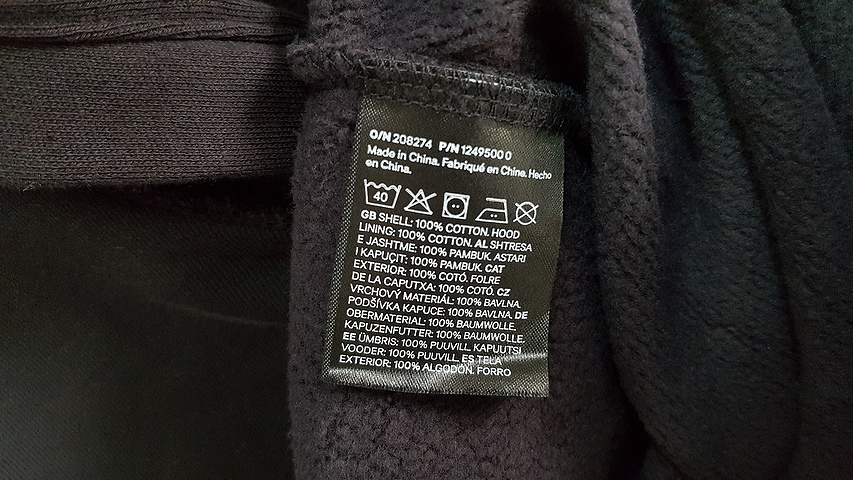 O/N 208274 P/N 1249500 0
Made in China. Fabriqué en Chine. Hecho
en China.
40
GB SHELL: 100% COTTON. HOOD
LINING: 100% COTTON. AL SHTRESA
E JASHTME: 100% PAMBUK. ASTARI
I KAPUÇIT: 100% PAMBUK. CAT
EXTERIOR: 100% COTÓ. FOLRE
DE LA CAPUTXA: 100% COTÓ. CZ
VRCHOVÝ MATERIÁL: 100% BAVLNA.
PODŠÍVKA KAPUCE: 100% BAVLNA. DE
OBERMATERIAL: 100% BAUMWOLLE.
KAPUZENFUTTER: 100% BAUMWOLLE.
EE ÜMBRIS: 100% PUUVILL. KAPUUTSI
VOODER: 100% PUUVILL. ES TELA
EXTERIOR: 100% ALGODÓN. FORRO